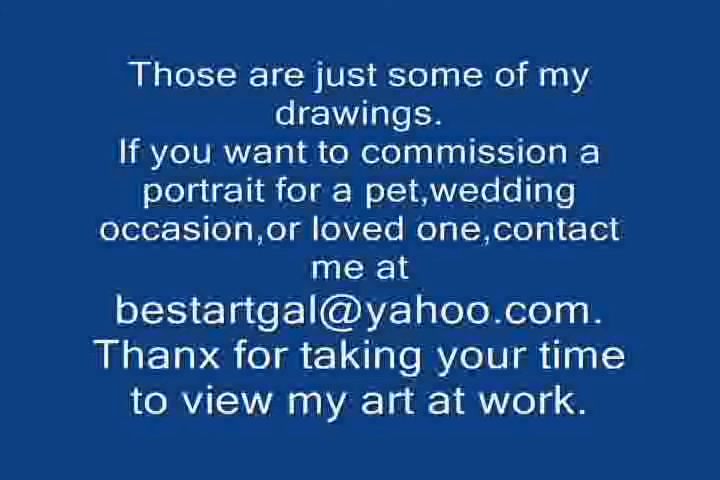 Those are just some of my
drawings.
If you want to commission a
portrait for a pet,wedding
occasion,or loved one,contact
me at
bestartgal@yahoo.com.
Thanx for taking your time
to view my art at work.